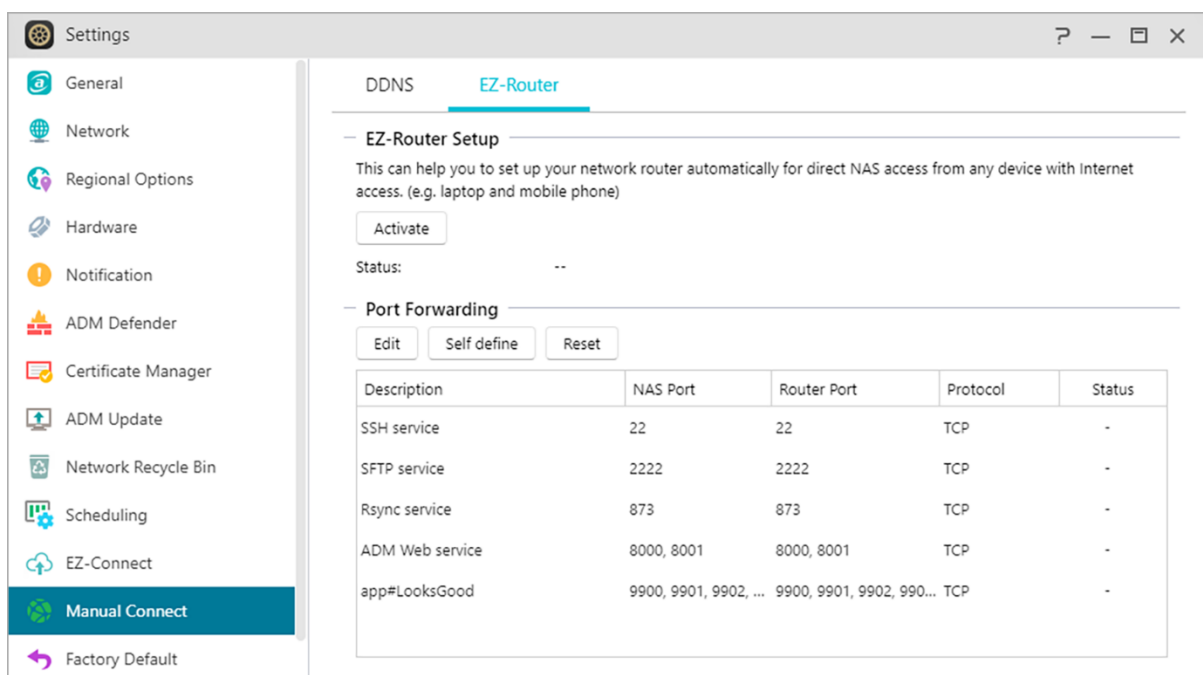 Settings
General
Network
Regional Options
Hardware
Notification
ADM Defender
Certificate Manager
ADM Update
Network Recycle Bin
Scheduling
EZ-Connect
Manual Connect
Factory Default
DDNS EZ-Router
EZ-Router Setup
This can help you to set up your network router automatically for direct NAS access from any device with Internet
access. (e.g. laptop and mobile phone)
Activate
Status: --
Port Forwarding
Edit Self define Reset
Description NAS Port Router Port Protocol Status
SSH service 22 22 TCP -
SFTP service 2222 2222 TCP -
Rsync service 873 873 TCP -
ADM Web service 8000, 8001 8000, 8001 TCP -
app#LooksGood 9900, 9901, 9902, ... 9900, 9901, 9902, 990... TCP -